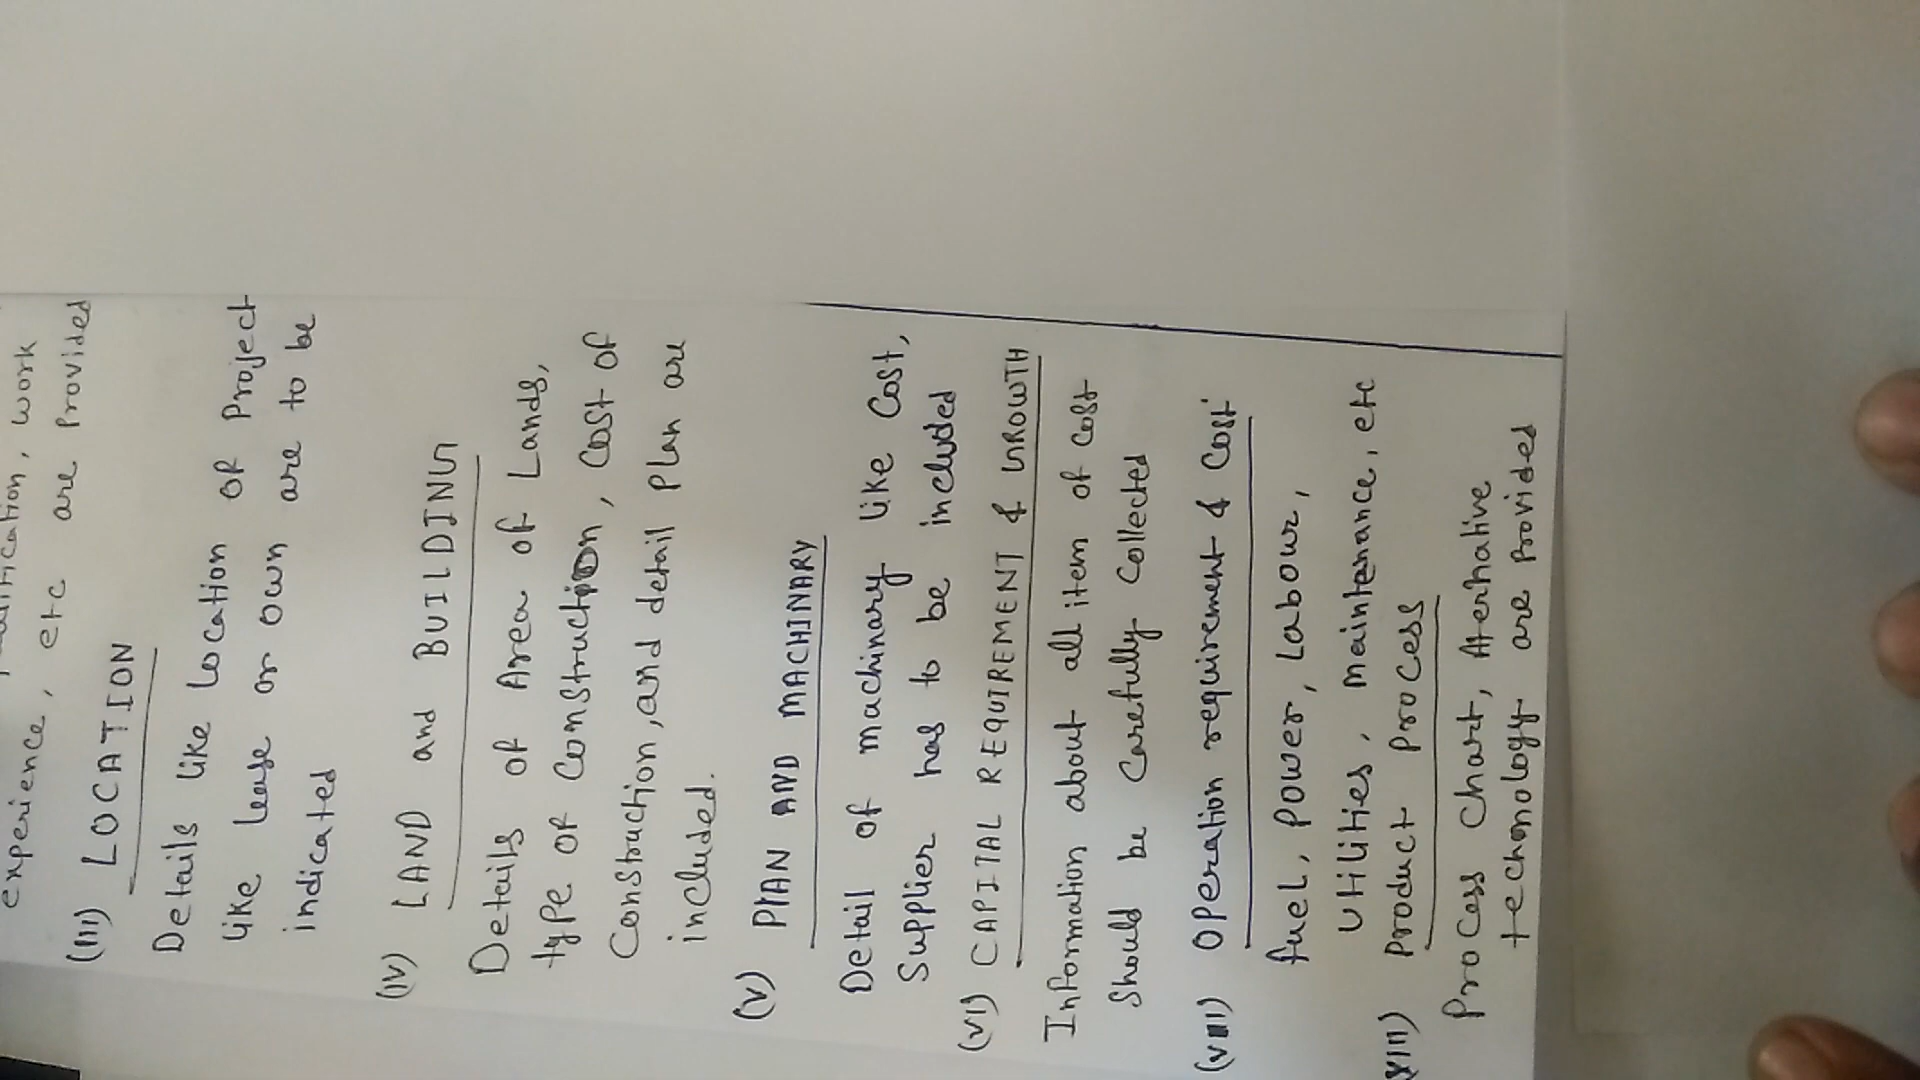 experience, etc are provided
(III) LOCATION
Details like Location of Project
like lease or own are to be
indicated
(IV) LAND and BUILDING
Details of Area of Lands,
type of Construction, Cost of
Construction, and detail Plan are
included.
(V) PlAN AND MACHINARY
Detail of machinary like Cost,
Supplier has to be included
(VI) CAPITAL REQUIREMENT & GROWTH
Information about all item of Cost
Should be Carefully Collected
(VII) Operation requirement & Cost
fuel, Power, Labour,
Utilities, maintenance, etc
product process
Process Chart, Aternative
technology are provided